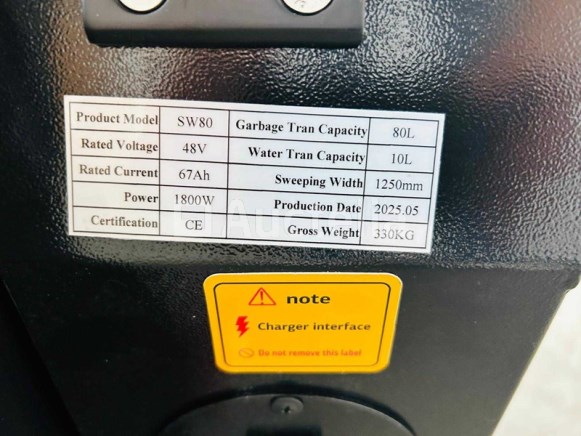 Product Model SW80 Garbage Tran Capacity 80L
Rated Voltage 48V Water Tran Capacity 10L
Rated Current 67Ah Sweeping Width 1250mm
Power 1800W Production Date 2025.05
Certification CE Gross Weight 330KG
note
Charger interface
Do not remove this label